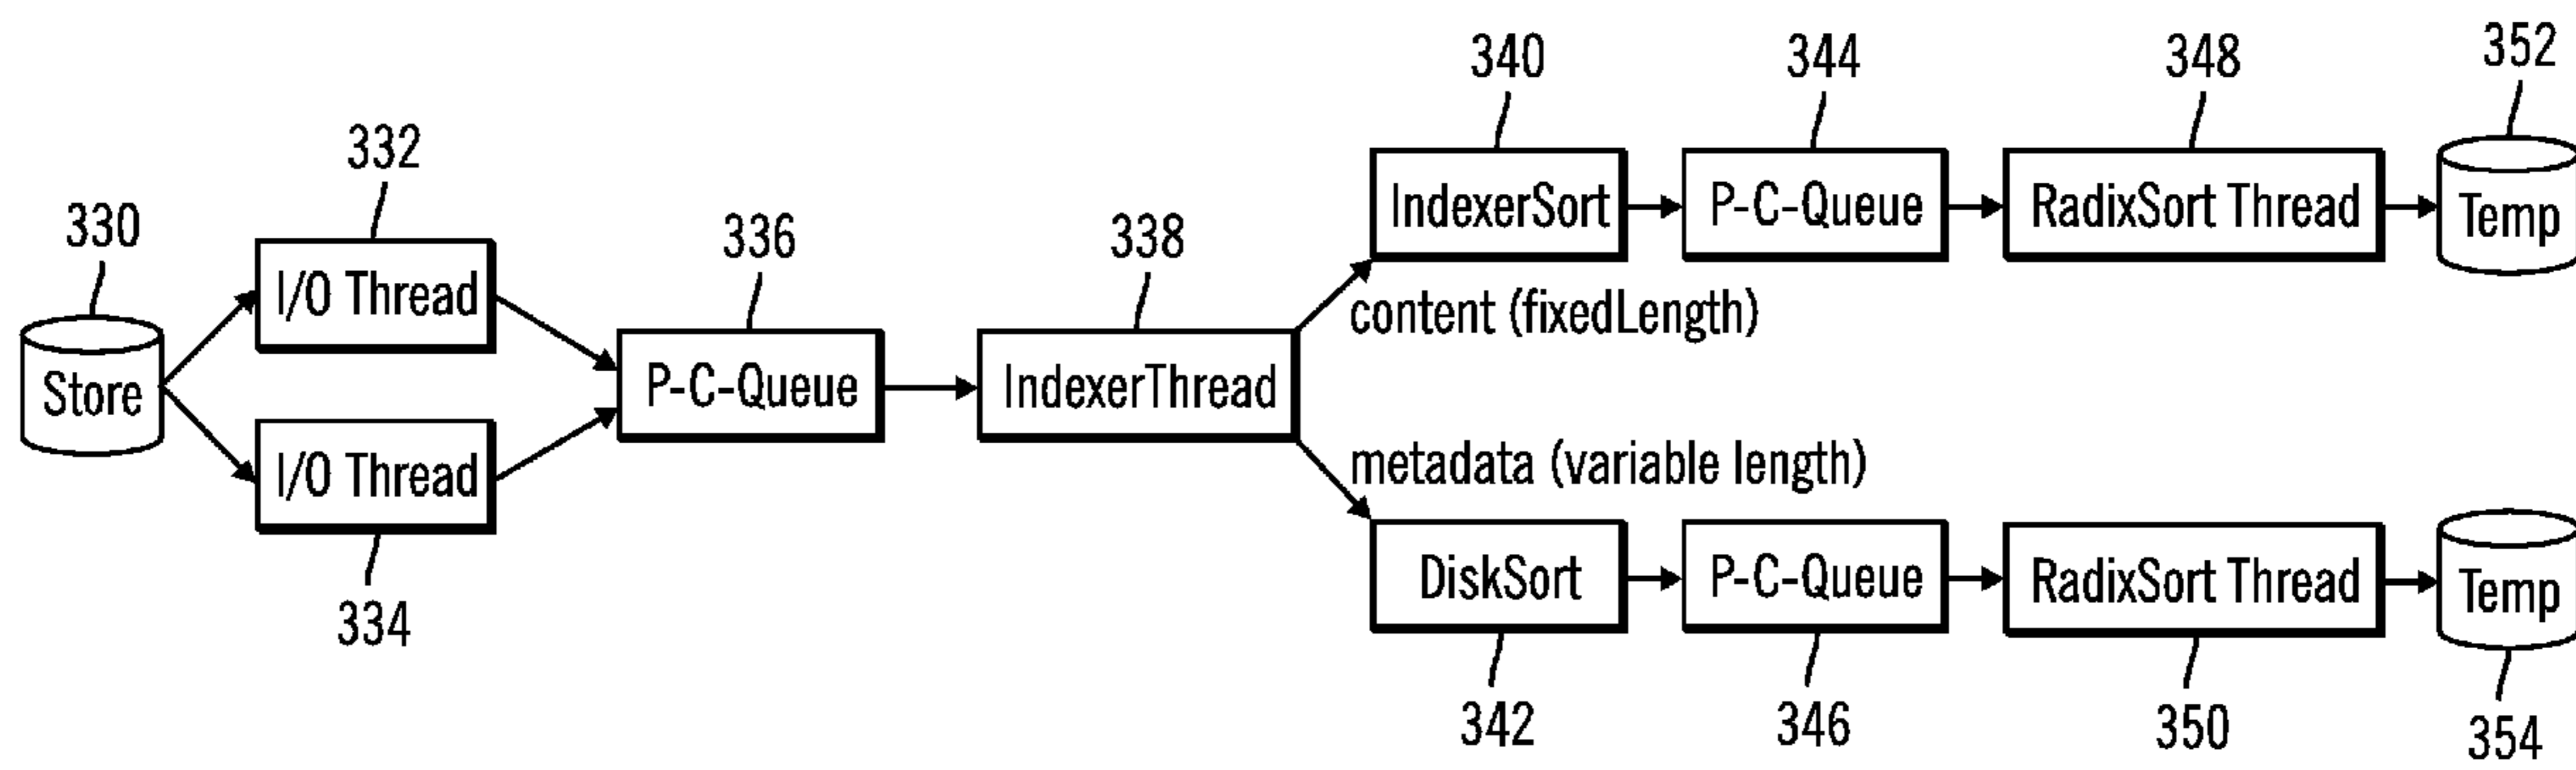 352
340
344
348
332
IndexerSort
P-C-Queue
RadixSort Thread
Temp
330
336
338
I/O Thread
content (fixedLength)
Store
P-C-Queue
IndexerThread
I/O Thread
metadata (variable length)
DiskSort
P-C-Queue
RadixSort Thread
Temp
334
342
346
350
354